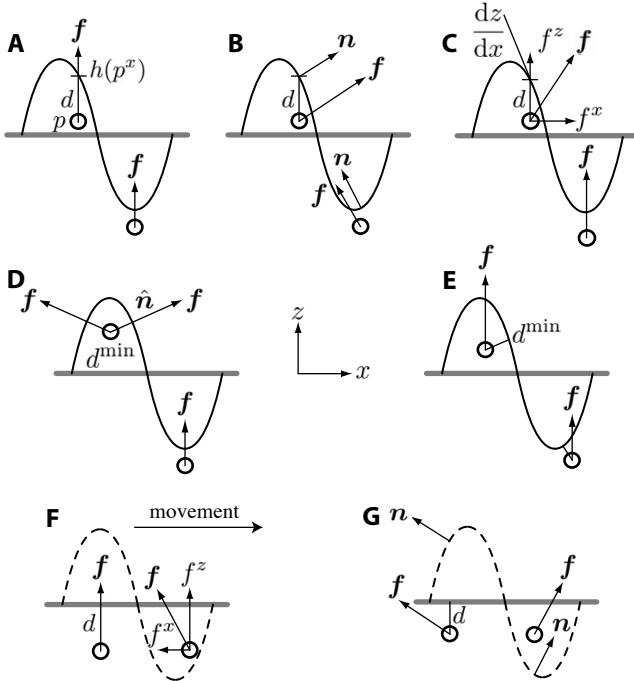 A
f
h(p^x)
d
p
f
B
n
f
d
n
f
C
dz
dx
f^z
f
d
f^x
f
D
f
n̂
f
d^min
f
z
x
E
f
d^min
f
F
movement
f
f
f^z
d
f^x
G
n
f
d
f
n